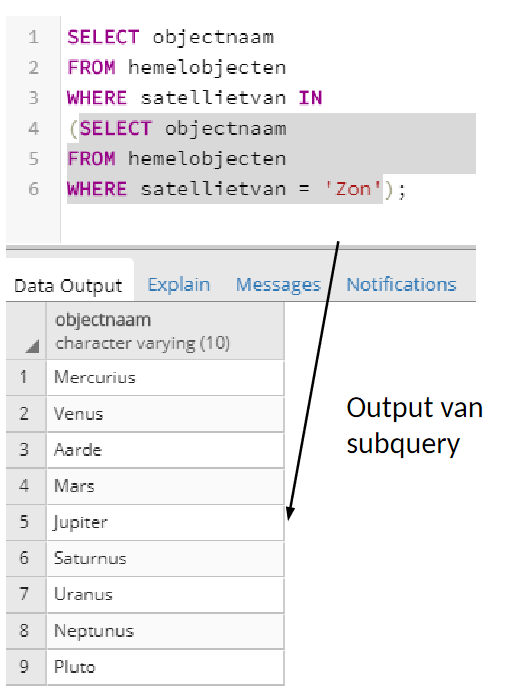 1 SELECT objectnaam
2 FROM hemelobjecten
3 WHERE satellietvan IN
4 (SELECT objectnaam
5 FROM hemelobjecten
6 WHERE satellietvan = 'Zon');
Data Output Explain Messages Notifications
objectnaam
character varying (10)
1 Mercurius
2 Venus
3 Aarde
4 Mars
5 Jupiter
6 Saturnus
7 Uranus
8 Neptunus
9 Pluto
Output van
subquery